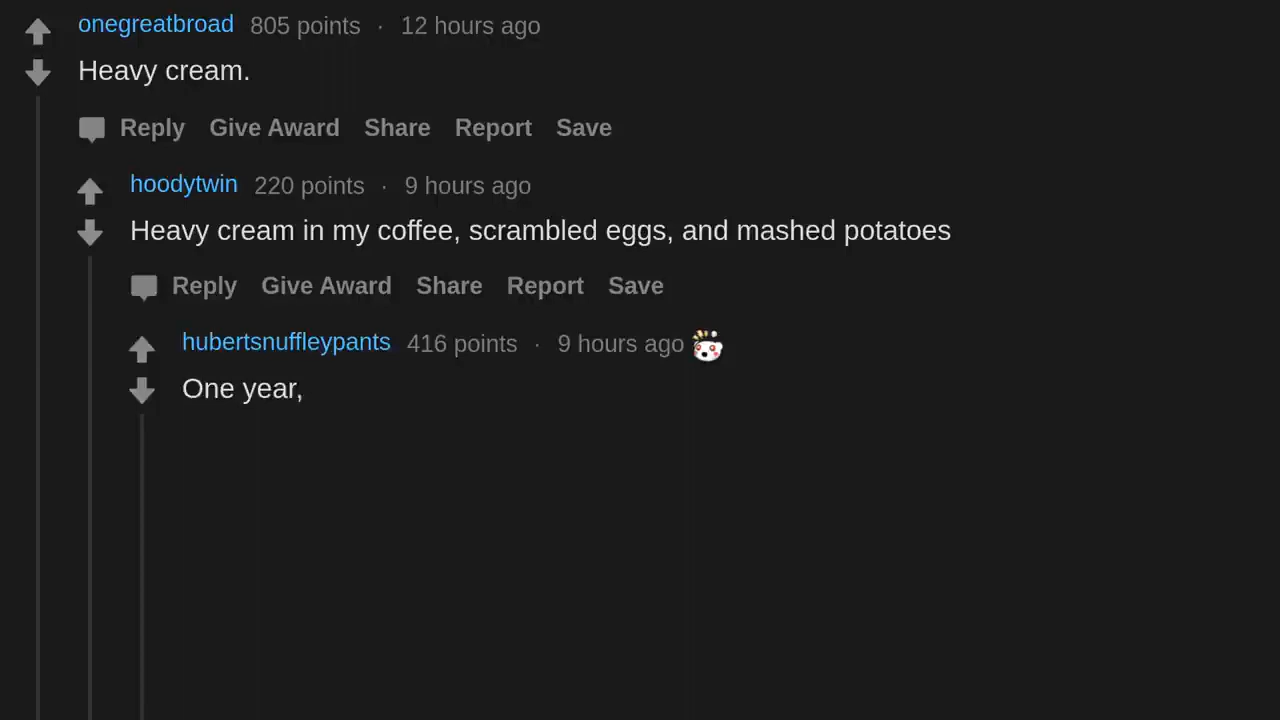 onegreatbroad 805 points · 12 hours ago
Heavy cream.
Reply Give Award Share Report Save
hoodytwin 220 points · 9 hours ago
Heavy cream in my coffee, scrambled eggs, and mashed potatoes
Reply Give Award Share Report Save
hubertsnuffleypants 416 points · 9 hours ago
One year,